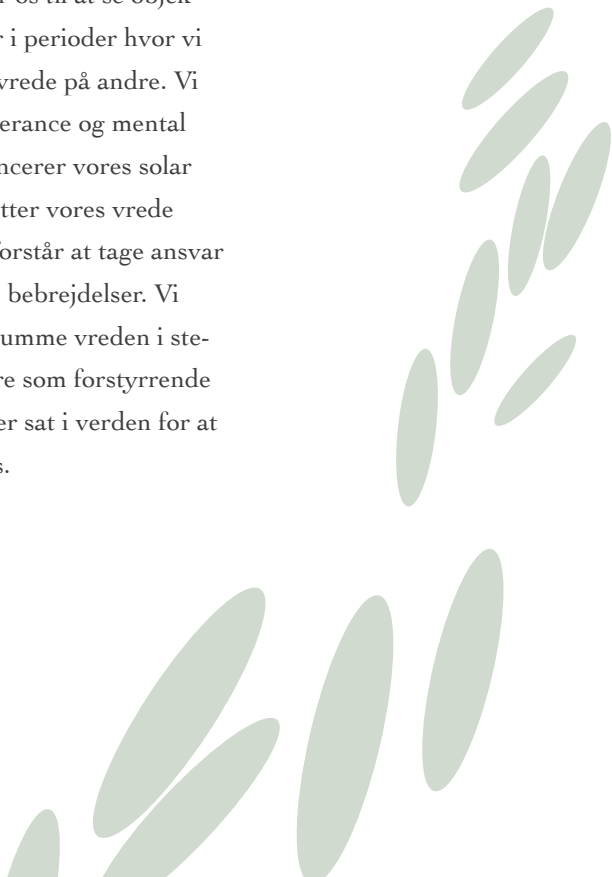 os til at se objek-
i perioder hvor vi
vrede på andre. Vi
erance og mental
ncerer vores solar
tter vores vrede
forstår at tage ansvar
bebrejdelser. Vi
umme vreden i ste-
re som forstyrrende
er sat i verden for at
s.